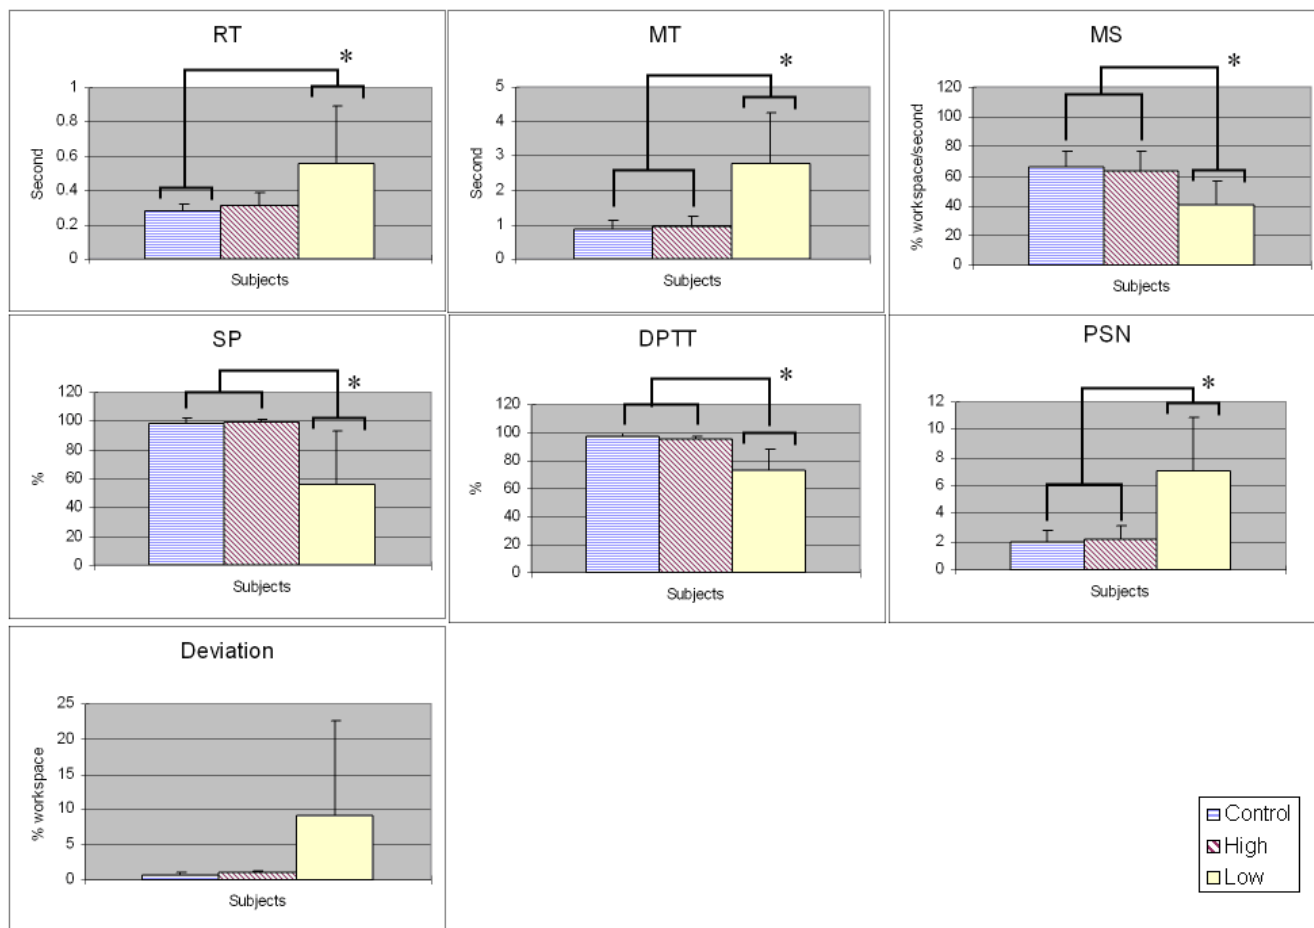 RT
*
1
0.8
0.6
0.4
0.2
0
Second
Subjects
MT
*
5
4
3
2
1
0
Second
Subjects
MS
*
120
100
80
60
40
20
0
% workspace/second
Subjects
SP
*
120
100
80
60
40
20
0
%
Subjects
DPTT
*
120
100
80
60
40
20
0
%
Subjects
PSN
*
12
10
8
6
4
2
0
Subjects
Deviation
25
20
15
10
5
0
% workspace
Subjects
Control
High
Low